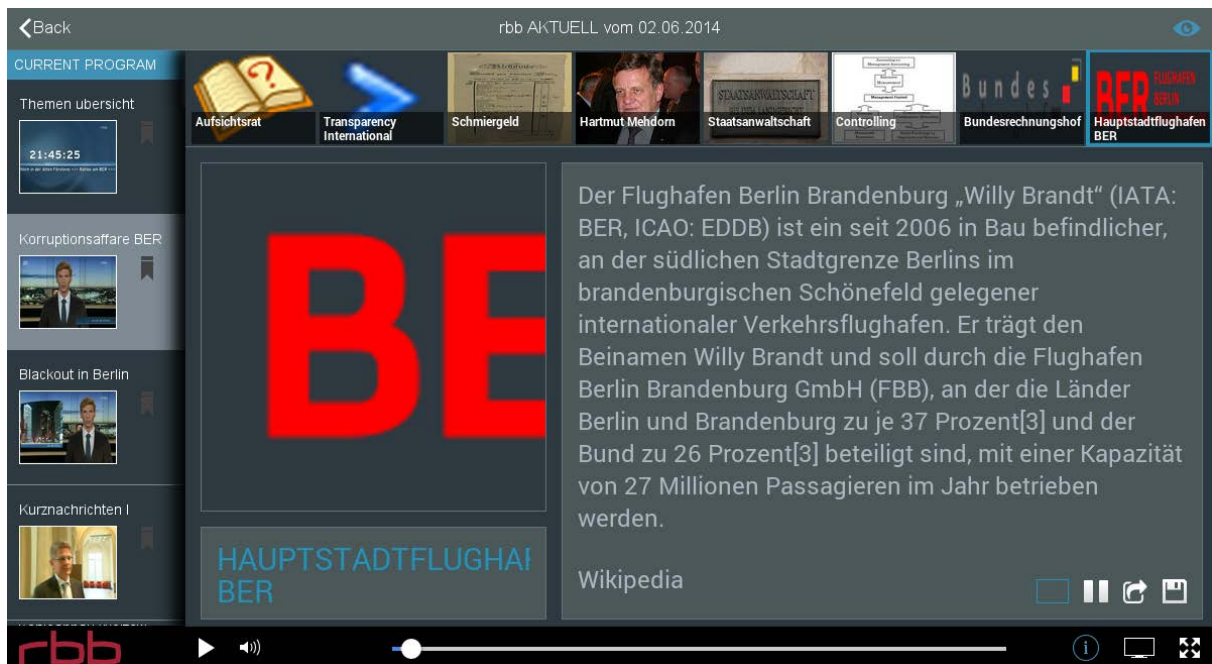 Back
rbb AKTUELL vom 02.06.2014
CURRENT PROGRAM
Themen ubersicht
21:45:25
Korruptionsaffare BER
Blackout in Berlin
Kurznachrichten I
Aufsichtsrat
Transparency
International
Schmiergeld
Hartmut Mehdorn
STAATSANWALTSCHAFT
Staatsanwaltschaft
Controlling
Bundes
Bundesrechnungshof
BER FLUGHAFEN
BERLIN
Hauptstadtflughafen
BER
BE
HAUPTSTADTFLUGHAF
BER
Der Flughafen Berlin Brandenburg „Willy Brandt“ (IATA:
BER, ICAO: EDDB) ist ein seit 2006 in Bau befindlicher,
an der südlichen Stadtgrenze Berlins im
brandenburgischen Schönefeld gelegener
internationaler Verkehrsflughafen. Er trägt den
Beinamen Willy Brandt und soll durch die Flughafen
Berlin Brandenburg GmbH (FBB), an der die Länder
Berlin und Brandenburg zu je 37 Prozent[3] und der
Bund zu 26 Prozent[3] beteiligt sind, mit einer Kapazität
von 27 Millionen Passagieren im Jahr betrieben
werden.
Wikipedia
rbb